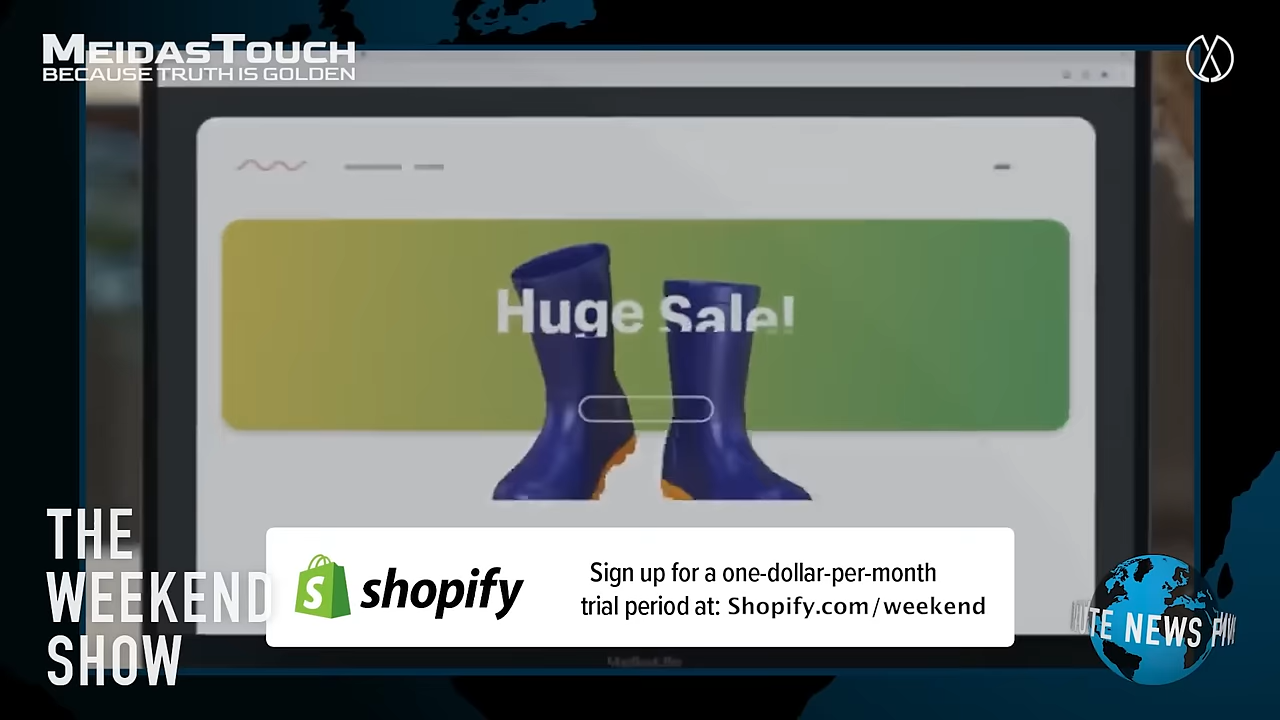 MEIDASTOUCH
BECAUSE TRUTH IS GOLDEN
Huge Sale!
THE
WEEKEND
SHOW
shopify
Sign up for a one-dollar-per-month
trial period at: Shopify.com/weekend
NEWS